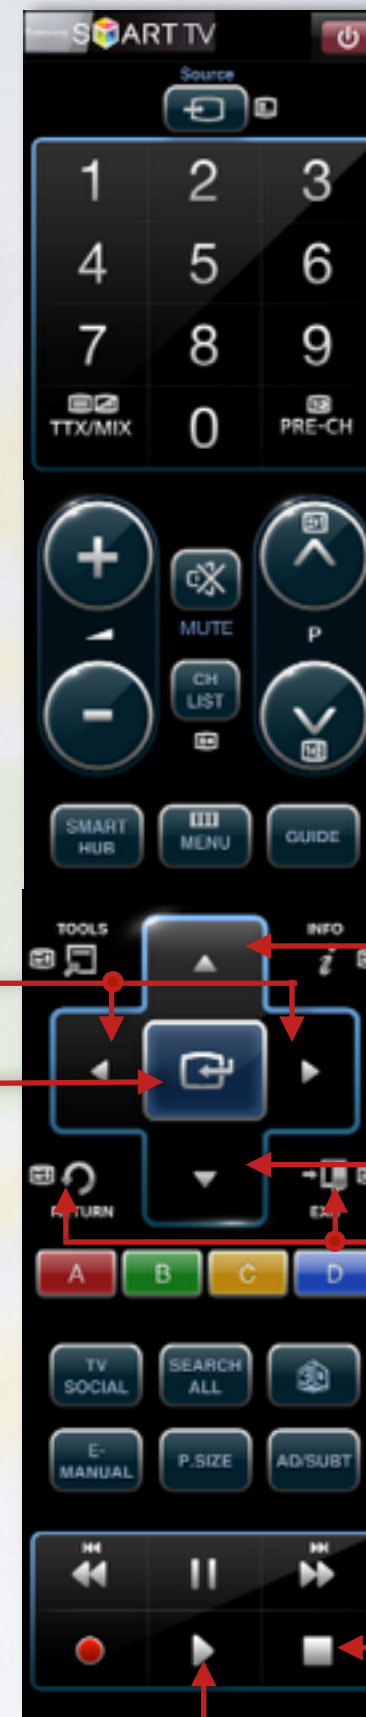 SMART TV
Source
1 2 3
4 5 6
7 8 9
TTX/MIX 0 PRE-CH
+
MUTE P
CH
LIST
-
SMART
HUB
MENU GUIDE
TOOLS INFO
i
RETURN EXIT
A B C D
TV
SOCIAL
SEARCH
ALL
3D
E-
MANUAL
P.SIZE AD/SUBT